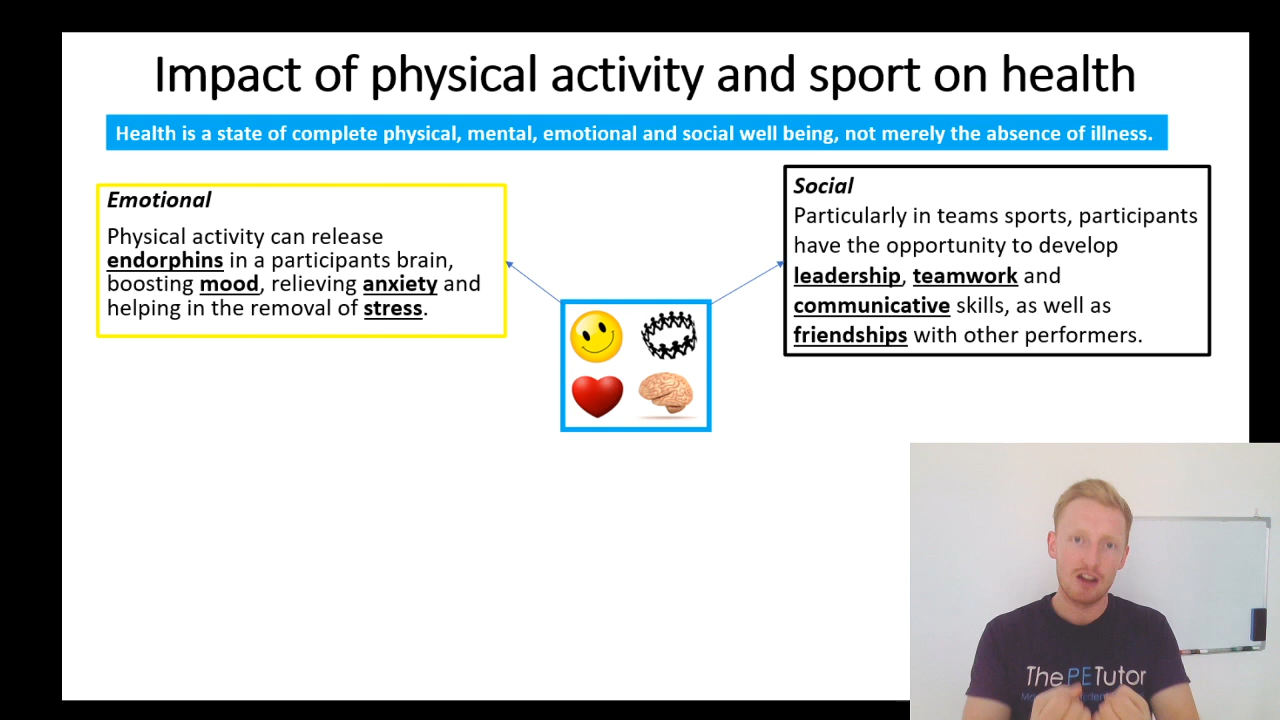 Impact of physical activity and sport on health
Health is a state of complete physical, mental, emotional and social well being, not merely the absence of illness.
Emotional
Physical activity can release
endorphins in a participants brain,
boosting mood, relieving anxiety and
helping in the removal of stress.
Social
Particularly in teams sports, participants
have the opportunity to develop
leadership, teamwork and
communicative skills, as well as
friendships with other performers.
The PE Tutor